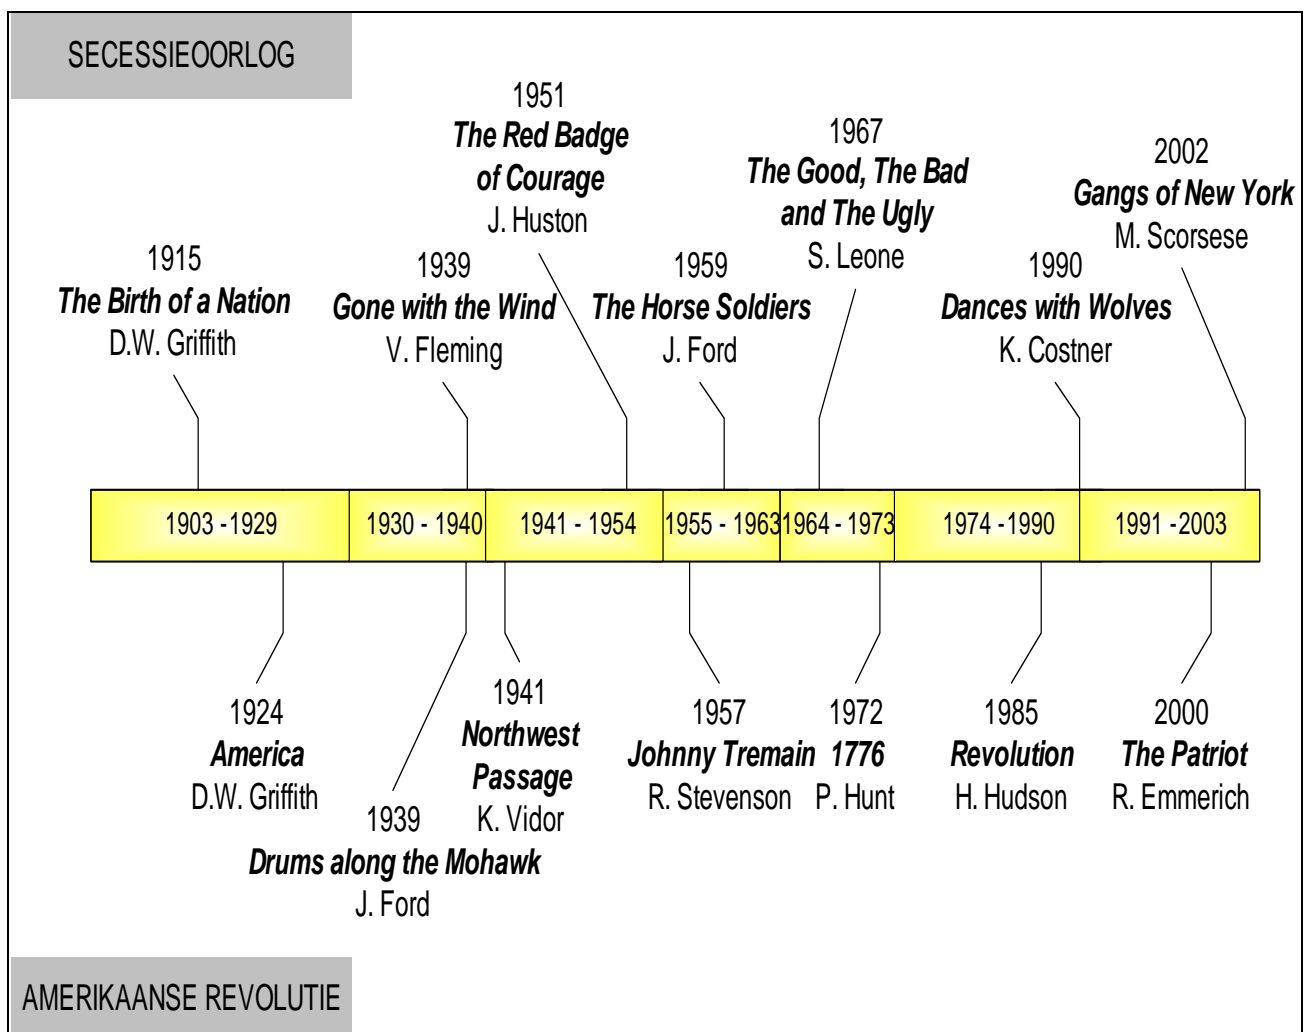 SECESSIEOORLOG
1951
The Red Badge
of Courage
J. Huston
1967
The Good, The Bad
and The Ugly
S. Leone
2002
Gangs of New York
M. Scorsese
1915
The Birth of a Nation
D.W. Griffith
1939
Gone with the Wind
V. Fleming
1959
The Horse Soldiers
J. Ford
1990
Dances with Wolves
K. Costner
1903 -1929
1930 - 1940
1941 - 1954
1955 - 1963
1964 - 1973
1974 -1990
1991 -2003
1924
America
D.W. Griffith
1939
Drums along the Mohawk
J. Ford
1941
Northwest
Passage
K. Vidor
1957
Johnny Tremain
R. Stevenson
1972
1776
P. Hunt
1985
Revolution
H. Hudson
2000
The Patriot
R. Emmerich
AMERIKAANSE REVOLUTIE